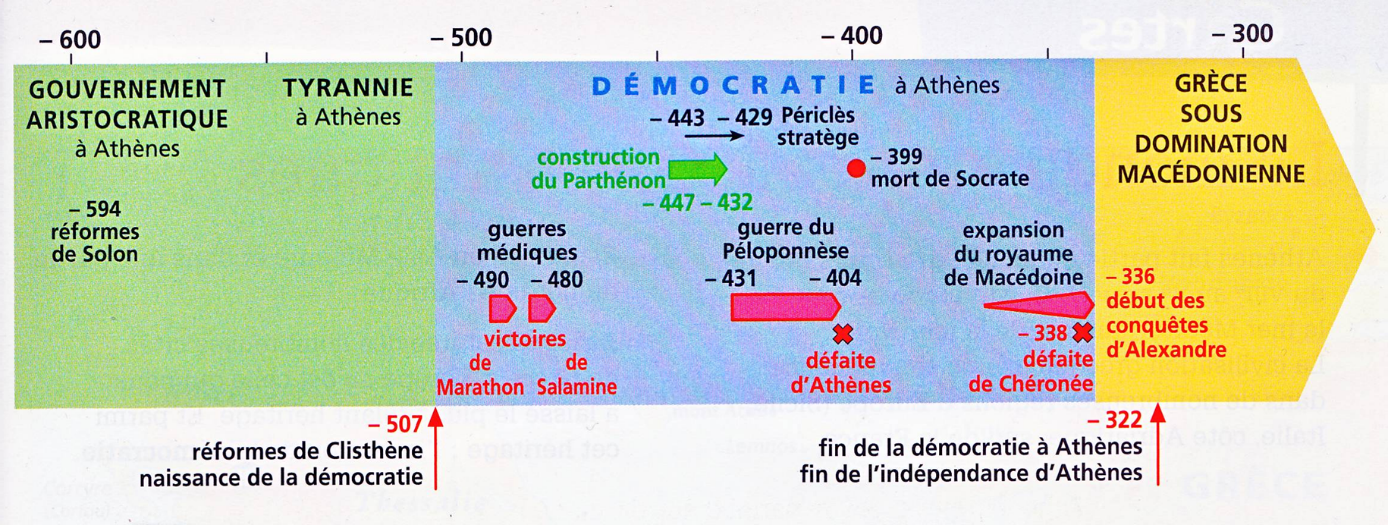 – 600
– 500
– 400
– 300
GOUVERNEMENT
ARISTOCRATIQUE
à Athènes
TYRANNIE
à Athènes
DÉMOCRATIE à Athènes
GRÈCE
SOUS
DOMINATION
MACÉDONIENNE
– 443 – 429 Périclès
stratège
construction
du Parthénon
– 447 – 432
– 399
mort de Socrate
– 594
réformes
de Solon
guerres
médiques
– 490 – 480
victoires
de
Marathon
de
Salamine
guerre du
Péloponnèse
– 431 – 404
défaite
d'Athènes
expansion
du royaume
de Macédoine
– 338
défaite
de Chéronée
– 336
début des
conquêtes
d'Alexandre
– 507
réformes de Clisthène
naissance de la démocratie
– 322
fin de la démocratie à Athènes
fin de l'indépendance d'Athènes